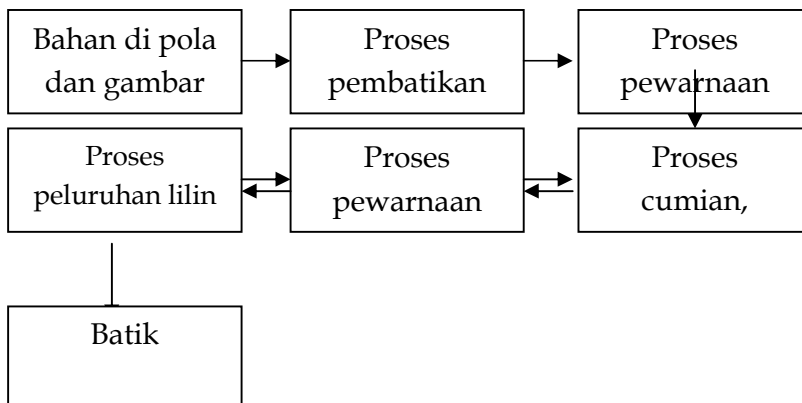 Bahan di pola
dan gambar
Proses
pembatikan
Proses
pewarnaan
Proses
peluruhan lilin
Proses
pewarnaan
Proses
cumian,
Batik